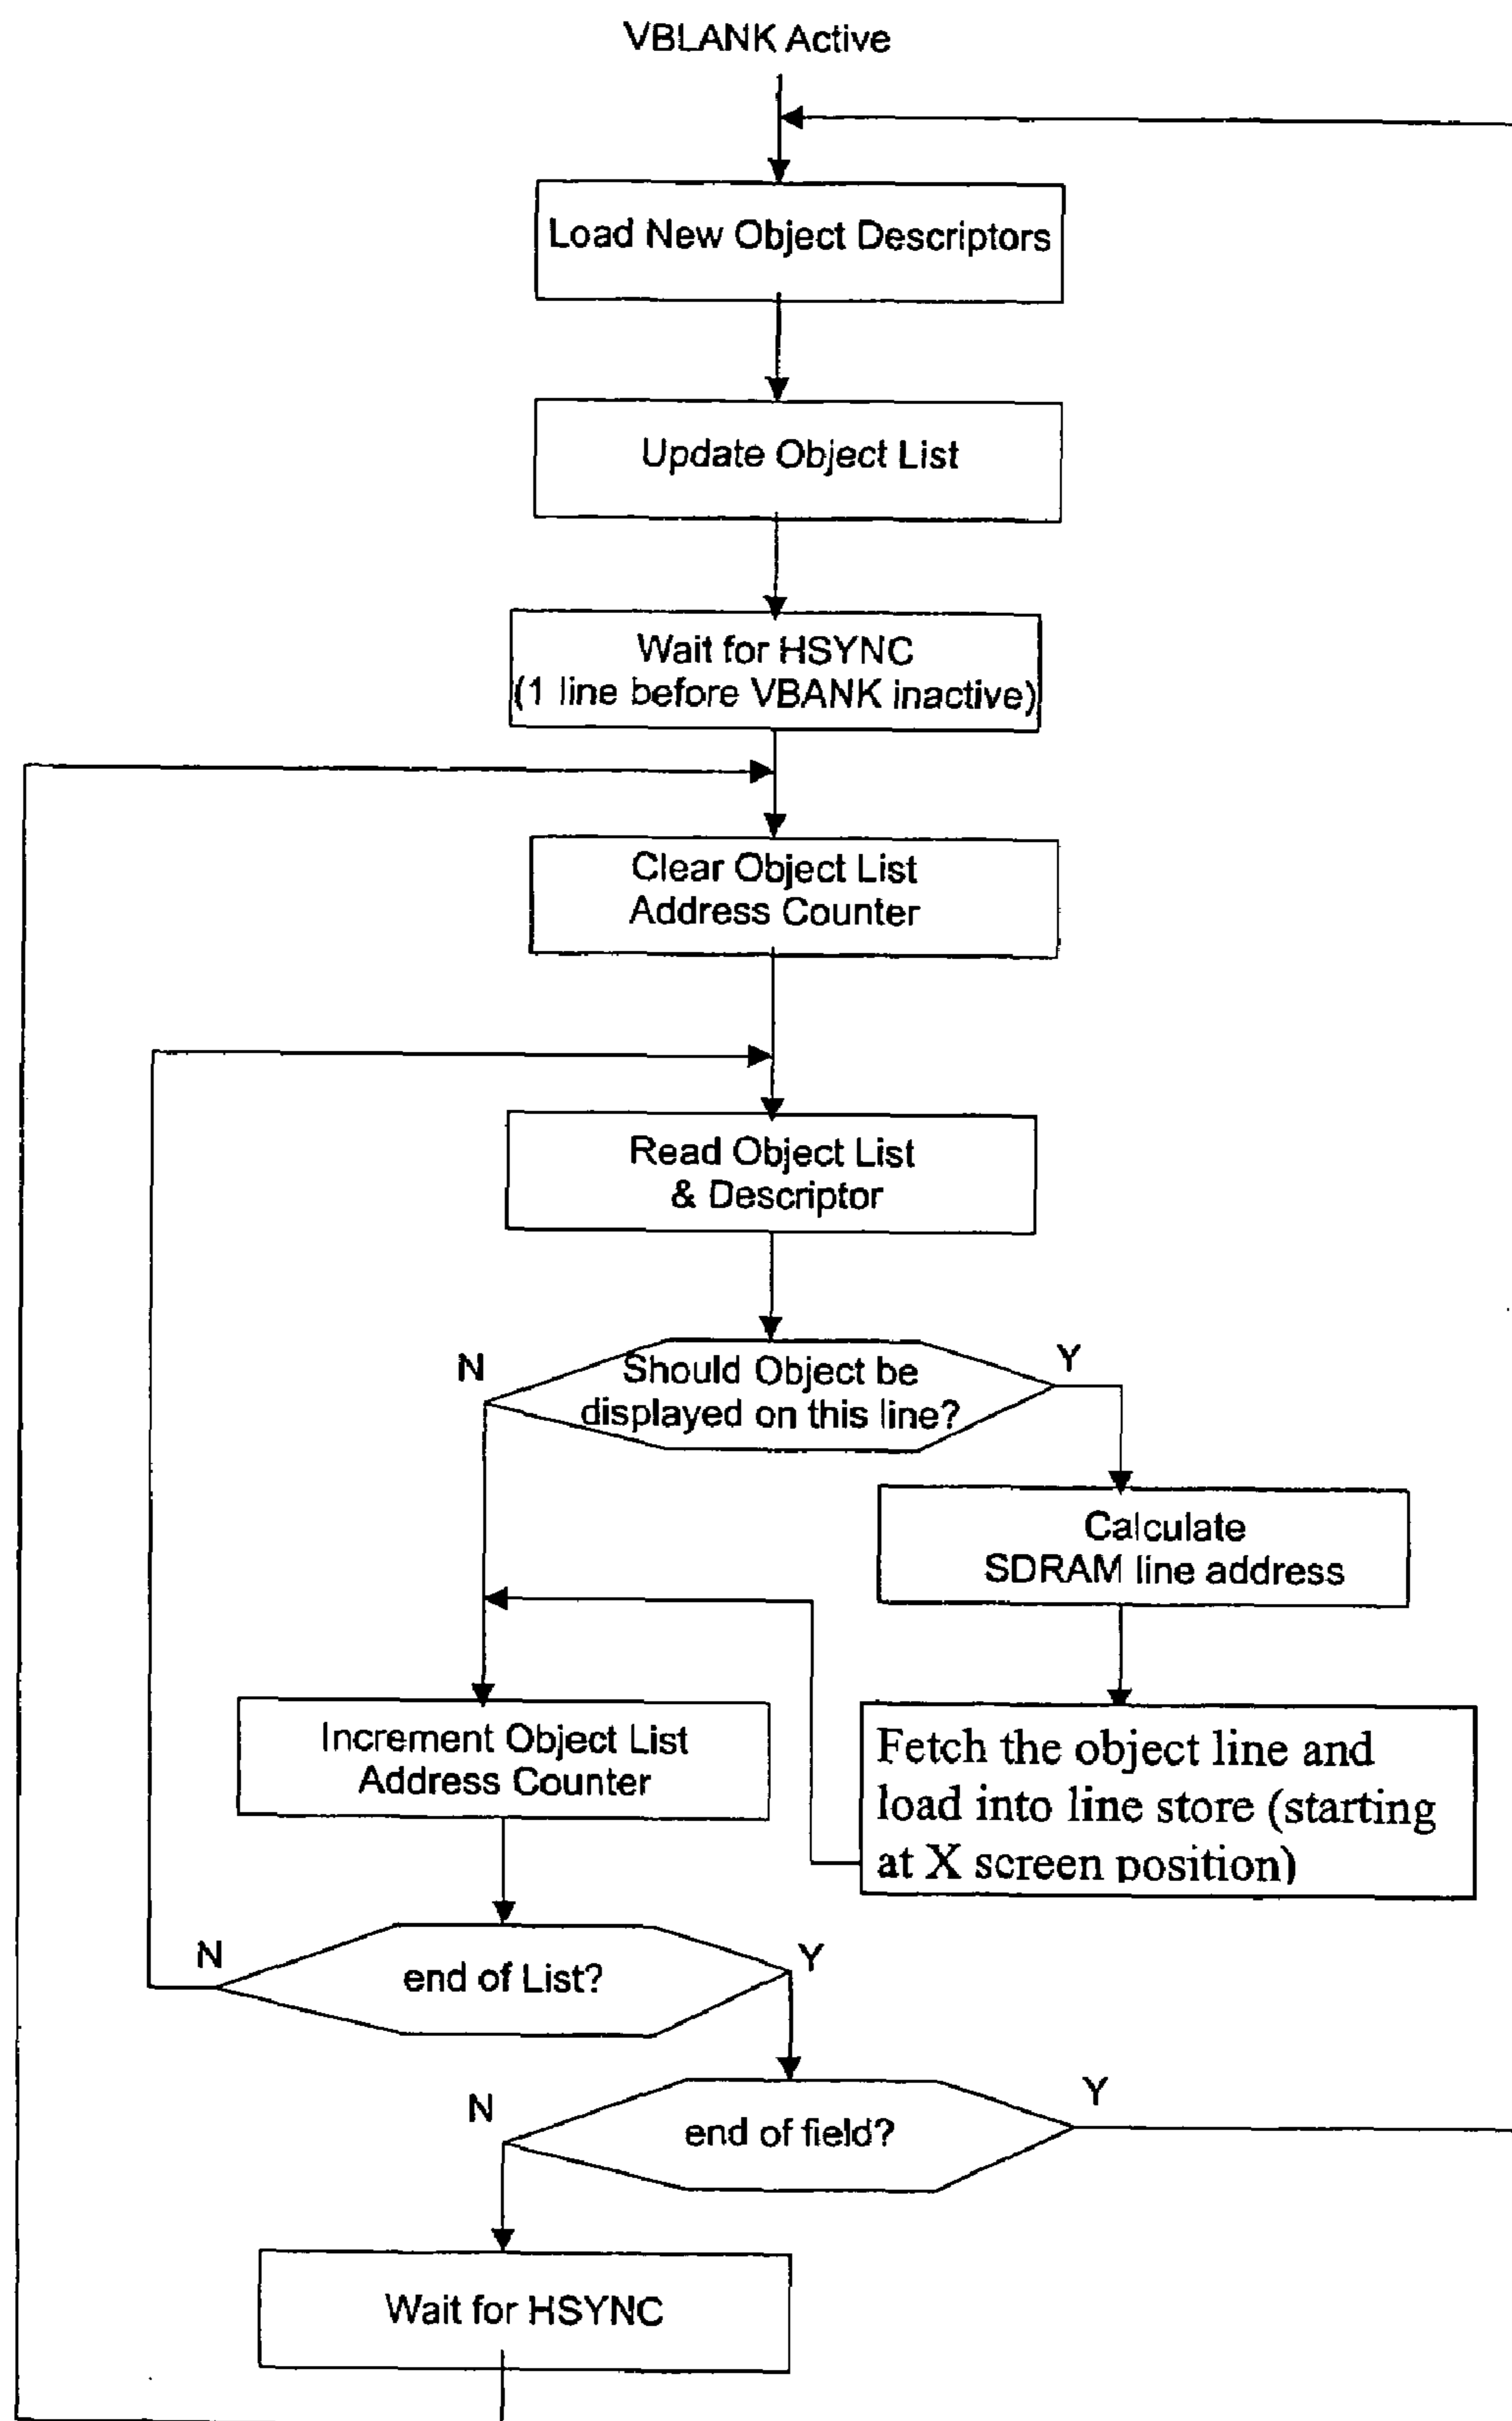 VBLANK Active
Load New Object Descriptors
Update Object List
Wait for HSYNC
(1 line before VBANK inactive)
Clear Object List
Address Counter
Read Object List
& Descriptor
N
Y
Should Object be
displayed on this line?
Calculate
SDRAM line address
Increment Object List
Address Counter
Fetch the object line and
load into line store (starting
at X screen position)
N
Y
end of List?
N
Y
end of field?
Wait for HSYNC